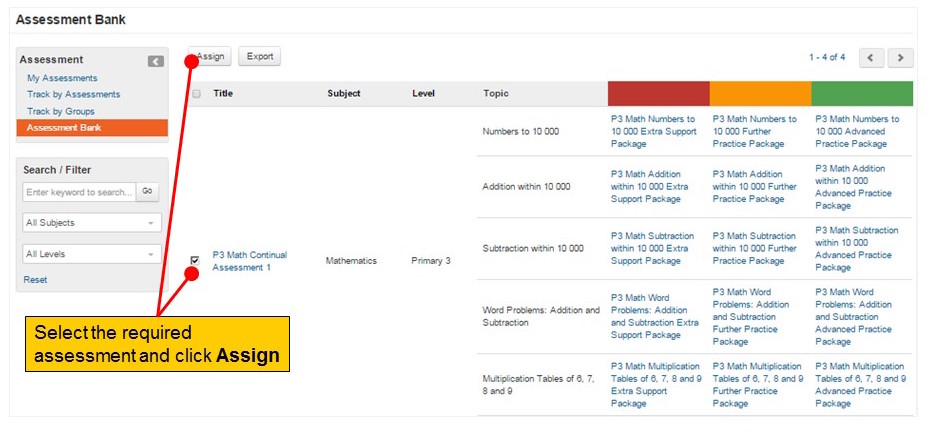 Assessment Bank
Assessment
My Assessments
Track by Assessments
Track by Groups
Assessment Bank
Search / Filter
Enter keyword to search...
Go
All Subjects
All Levels
Reset
Assign
Export
1 - 4 of 4
Title
Subject
Level
Topic
P3 Math Continual
Assessment 1
Mathematics
Primary 3
Numbers to 10 000
P3 Math Numbers to
10 000 Extra Support
Package
P3 Math Numbers to
10 000 Further
Practice Package
P3 Math Numbers to
10 000 Advanced
Practice Package
Addition within 10 000
P3 Math Addition
within 10 000 Extra
Support Package
P3 Math Addition
within 10 000 Further
Practice Package
P3 Math Addition
within 10 000
Advanced Practice
Package
Subtraction within 10 000
P3 Math Subtraction
within 10 000 Extra
Support Package
P3 Math Subtraction
within 10 000 Further
Practice Package
P3 Math Subtraction
within 10 000
Advanced Practice
Package
Word Problems: Addition and
Subtraction
P3 Math Word
Problems: Addition
and Subtraction Extra
Support Package
P3 Math Word
Problems: Addition
and Subtraction
Further Practice
Package
P3 Math Word
Problems: Addition
and Subtraction
Advanced Practice
Package
Multiplication Tables of 6, 7,
8 and 9
P3 Math Multiplication
Tables of 6, 7, 8 and 9
Extra Support
Package
P3 Math Multiplication
Tables of 6, 7, 8 and 9
Further Practice
Package
P3 Math Multiplication
Tables of 6, 7, 8 and 9
Advanced Practice
Package
Select the required
assessment and click Assign